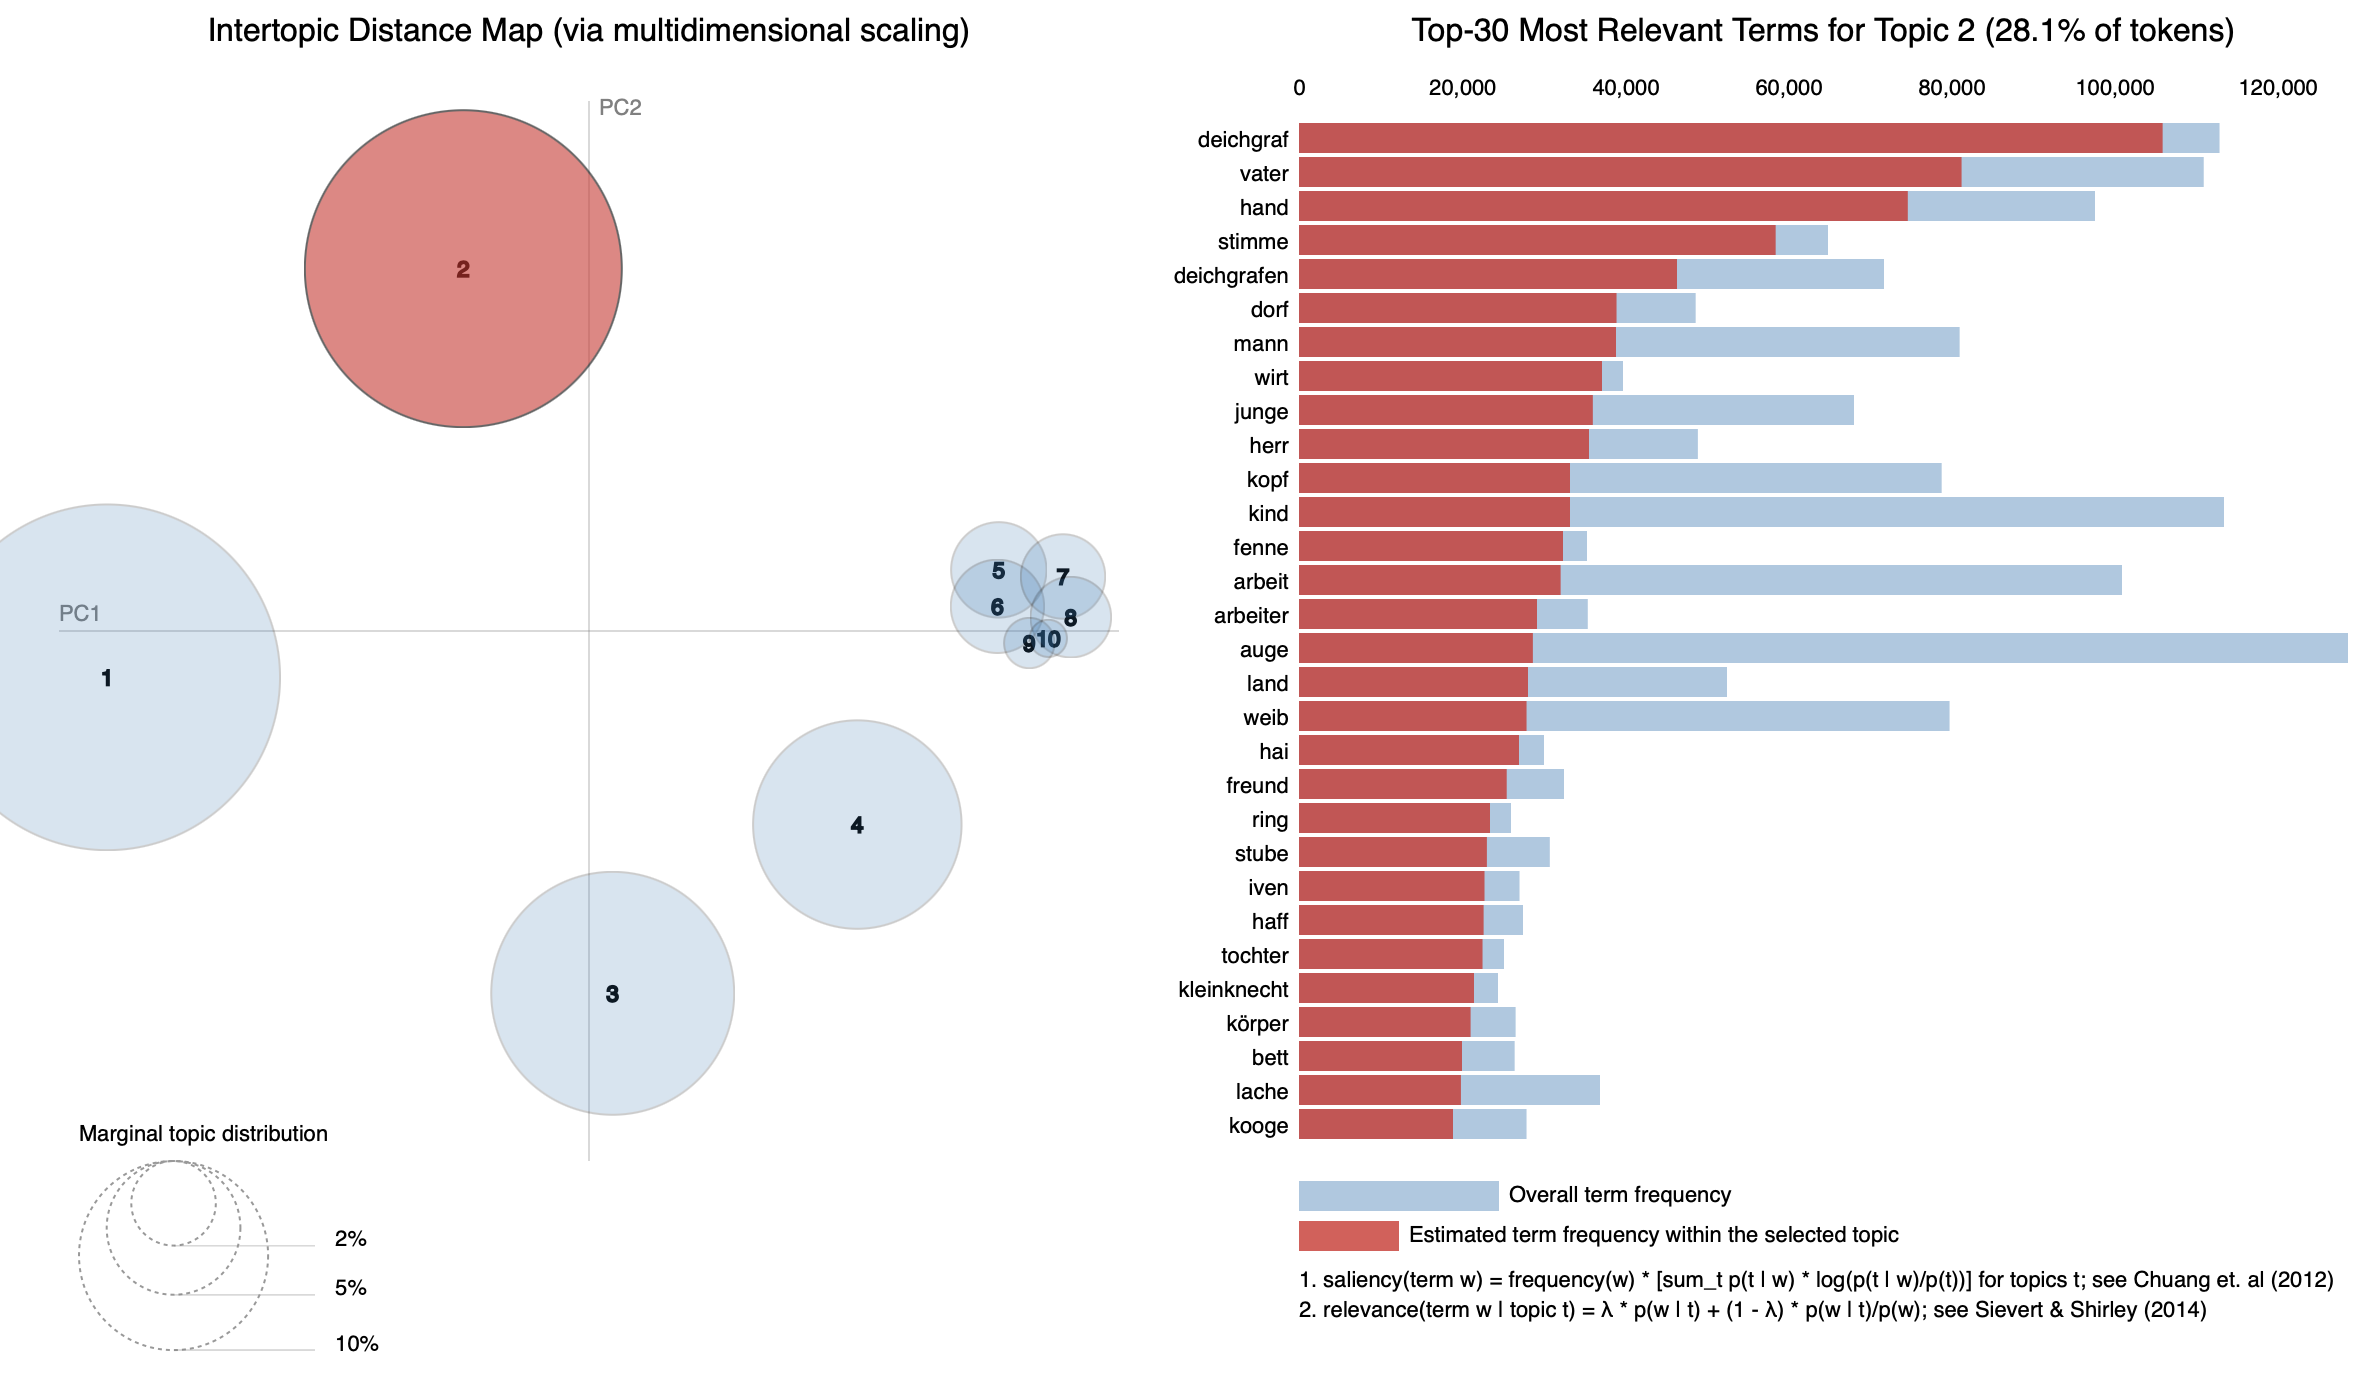 Intertopic Distance Map (via multidimensional scaling)
PC2
2
PC1
1
5
7
6
8
9
10
4
3
Marginal topic distribution
2%
5%
10%
Top-30 Most Relevant Terms for Topic 2 (28.1% of tokens)
0 20,000 40,000 60,000 80,000 100,000 120,000
deichgraf
vater
hand
stimme
deichgrafen
dorf
mann
wirt
junge
herr
kopf
kind
fenne
arbeit
arbeiter
auge
land
weib
hai
freund
ring
stube
iven
haff
tochter
kleinknecht
körper
bett
lache
kooge
Overall term frequency
Estimated term frequency within the selected topic
1. saliency(term w) = frequency(w) * [sum_t p(t | w) * log(p(t | w)/p(t))] for topics t; see Chuang et. al (2012)
2. relevance(term w | topic t) = λ * p(w | t) + (1 - λ) * p(w | t)/p(w); see Sievert & Shirley (2014)